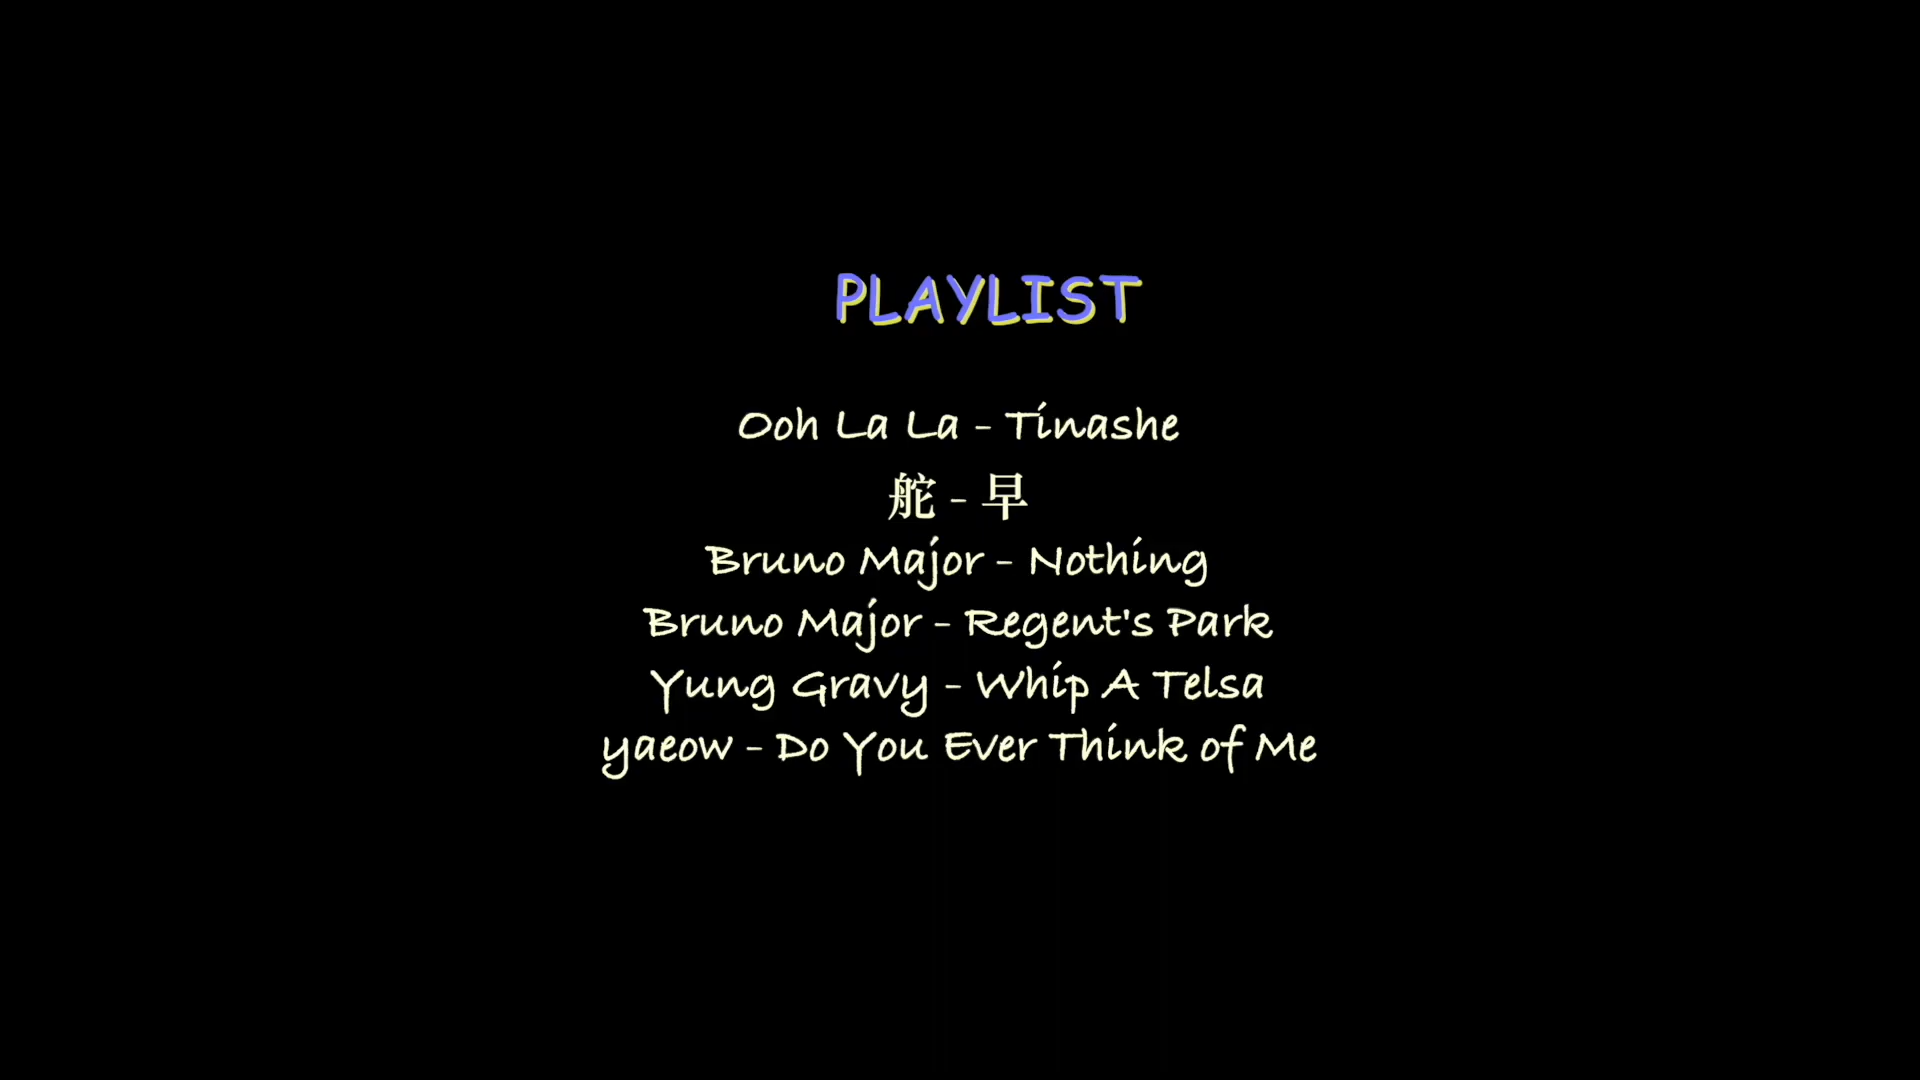 PLAYLIST
Ooh La La - Tinashe
舵 - 早
Bruno Major - Nothing
Bruno Major - Regent's Park
Yung Gravy - Whip A Telsa
yaeow - Do You Ever Think of Me